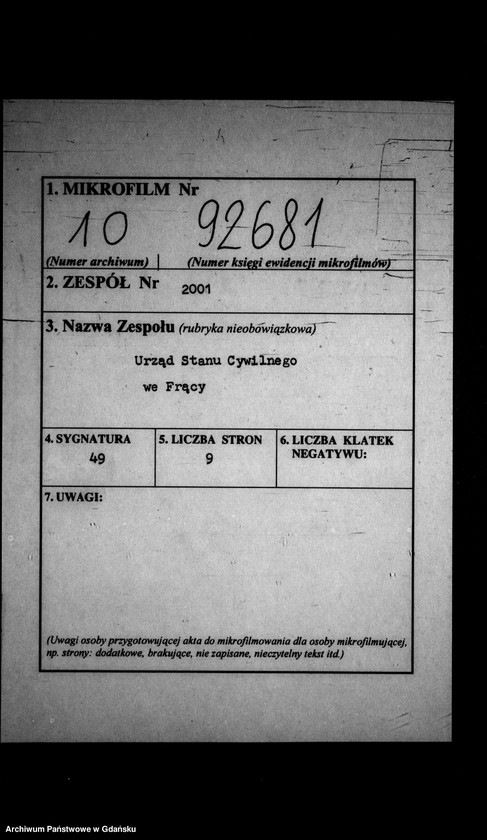 1. MIKROFILM Nr
10 92681
(Numer archiwum) (Numer księgi ewidencji mikrofilmów)
2. ZESPÓŁ Nr 2001
3. Nazwa Zespołu (rubryka nieobowiązkowa)
Urząd Stanu Cywilnego
we Frący
4. SYGNATURA 5. LICZBA STRON 6. LICZBA KLATEK
NEGATYWU:
49 9
7. UWAGI:
(Uwagi osoby przygotowującej akta do mikrofilmowania dla osoby mikrofilmującej,
np. strony: dodatkowe, brakujące, nie zapisane, nieczytelny tekst itd.)
Archiwum Państwowe w Gdańsku